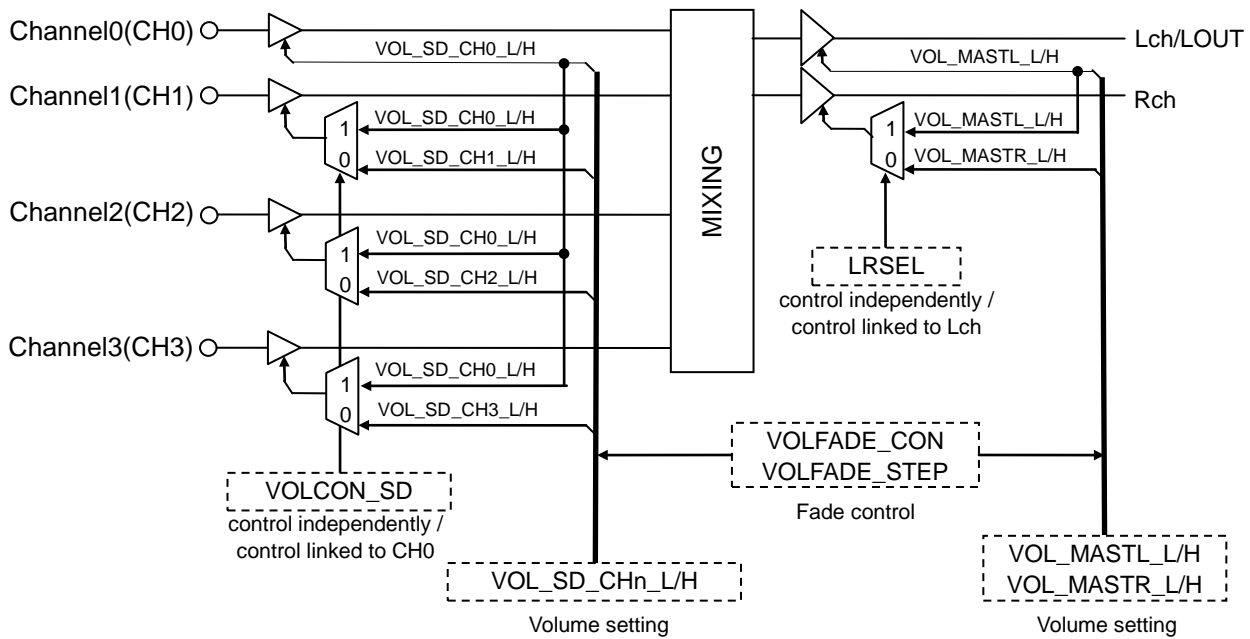 Channel0(CH0)
VOL_SD_CH0_L/H
Channel1(CH1)
1
0
VOL_SD_CH0_L/H
VOL_SD_CH1_L/H
Channel2(CH2)
1
0
VOL_SD_CH0_L/H
VOL_SD_CH2_L/H
Channel3(CH3)
1
0
VOL_SD_CH0_L/H
VOL_SD_CH3_L/H
VOLCON_SD
control independently /
control linked to CH0
VOL_SD_CHn_L/H
Volume setting
MIXING
Lch/LOUT
VOL_MASTL_L/H
Rch
1
0
VOL_MASTL_L/H
VOL_MASTR_L/H
LRSEL
control independently /
control linked to Lch
VOLFADE_CON
VOLFADE_STEP
Fade control
VOL_MASTL_L/H
VOL_MASTR_L/H
Volume setting